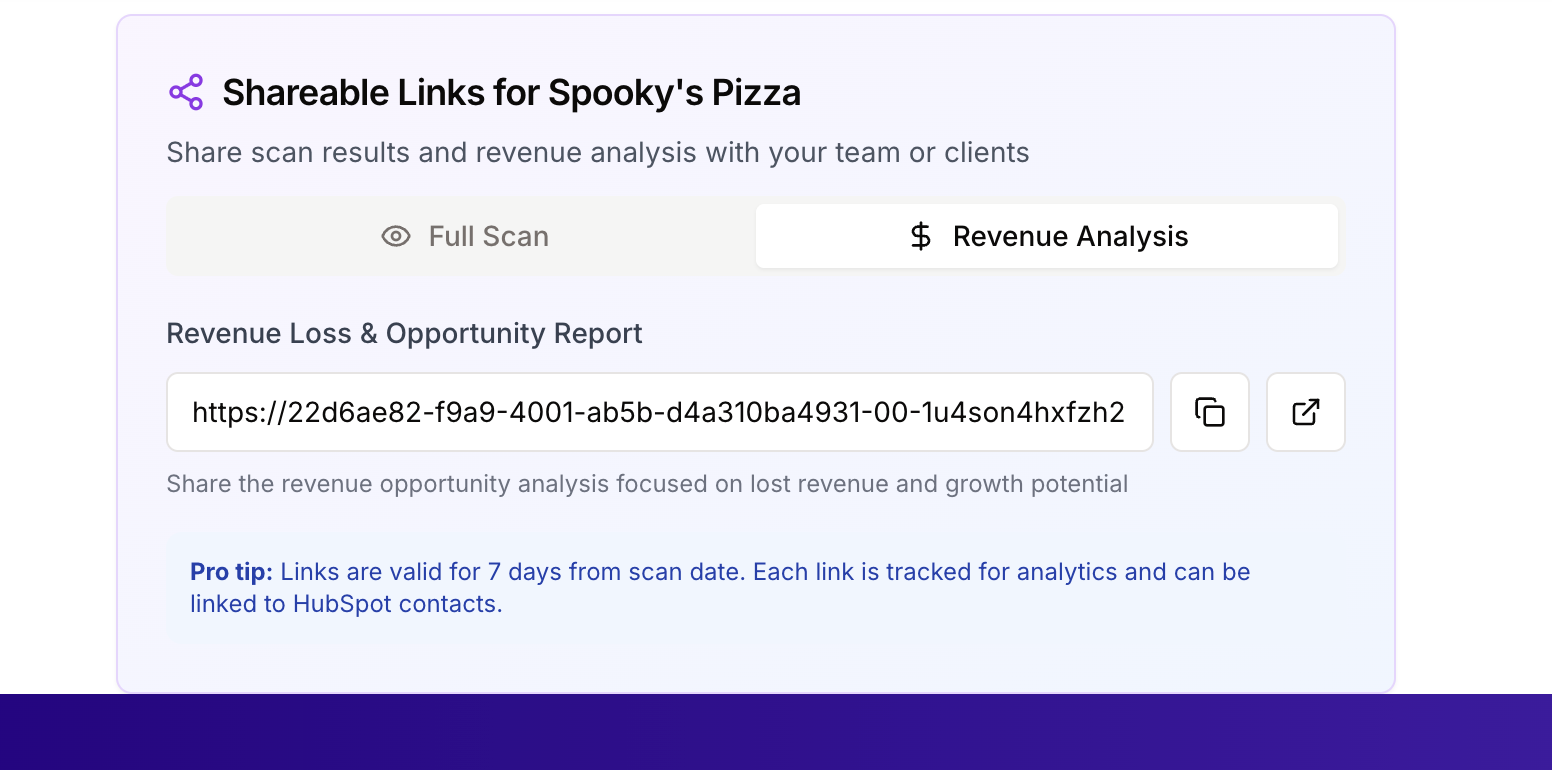 Shareable Links for Spooky's Pizza
Share scan results and revenue analysis with your team or clients
Full Scan
Revenue Analysis
Revenue Loss & Opportunity Report
https://22d6ae82-f9a9-4001-ab5b-d4a310ba4931-00-1u4son4hxfzh2
Share the revenue opportunity analysis focused on lost revenue and growth potential
Pro tip: Links are valid for 7 days from scan date. Each link is tracked for analytics and can be
linked to HubSpot contacts.